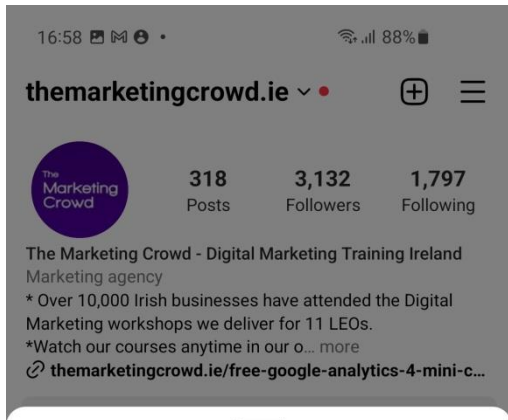 16:58 88%
themarketingcrowd.ie
The
Marketing
Crowd
318 3,132 1,797
Posts Followers Following
The Marketing Crowd - Digital Marketing Training Ireland
Marketing agency
* Over 10,000 Irish businesses have attended the Digital
Marketing workshops we deliver for 11 LEOs.
*Watch our courses anytime in our o... more
themarketingcrowd.ie/free-google-analytics-4-mini-c...